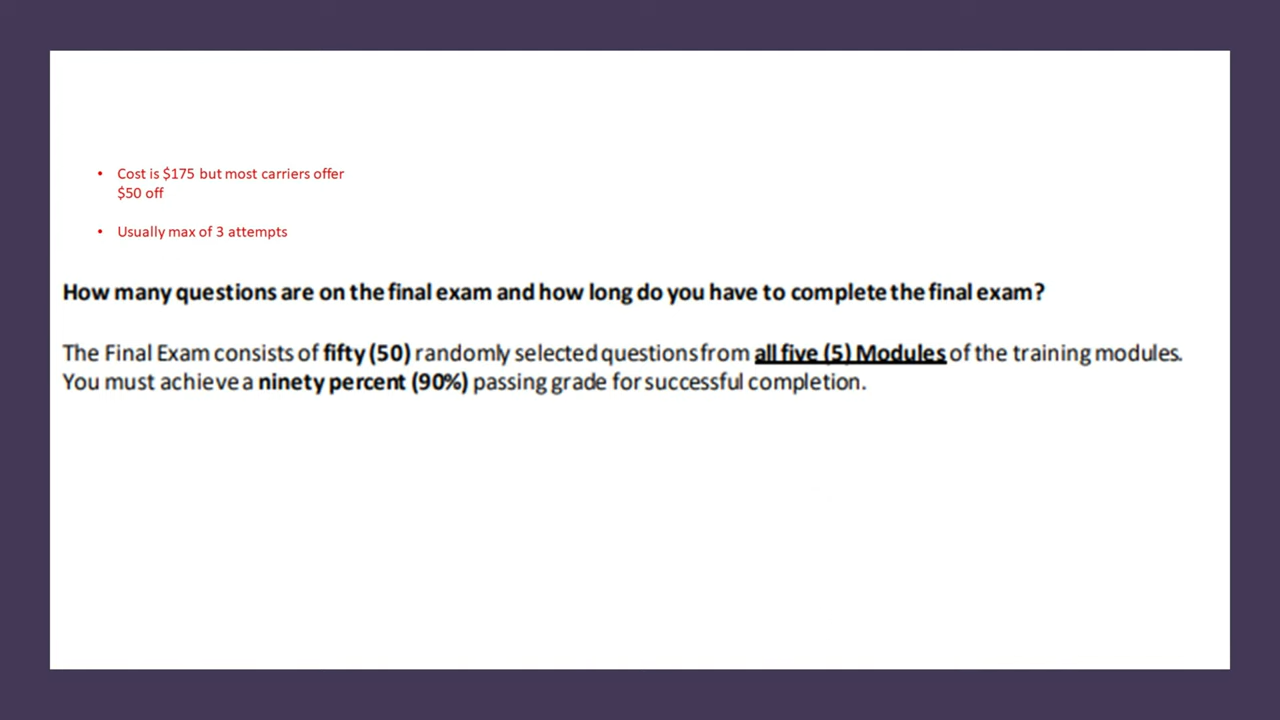 • Cost is $175 but most carriers offer
$50 off
• Usually max of 3 attempts
How many questions are on the final exam and how long do you have to complete the final exam?
The Final Exam consists of fifty (50) randomly selected questions from all five (5) Modules of the training modules.
You must achieve a ninety percent (90%) passing grade for successful completion.